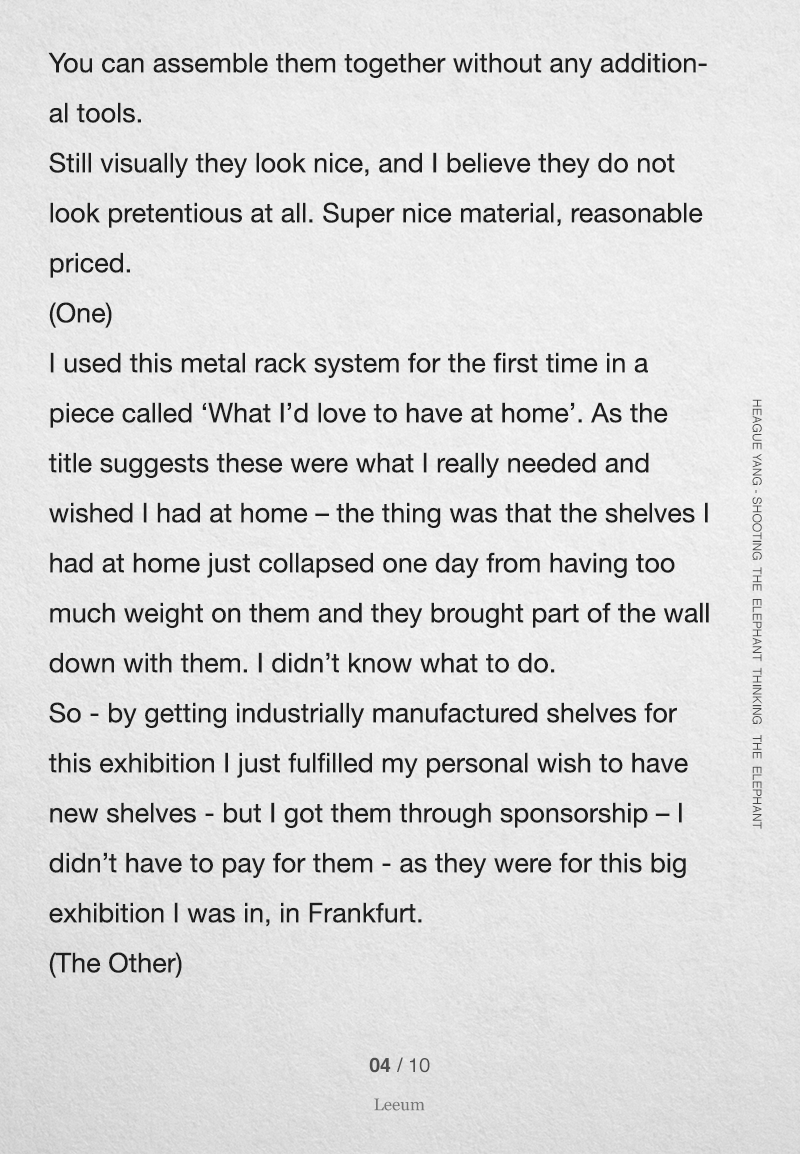 You can assemble them together without any addition-
al tools.
Still visually they look nice, and I believe they do not
look pretentious at all. Super nice material, reasonable
priced.
(One)
I used this metal rack system for the first time in a
piece called ‘What I’d love to have at home’. As the
title suggests these were what I really needed and
wished I had at home – the thing was that the shelves I
had at home just collapsed one day from having too
much weight on them and they brought part of the wall
down with them. I didn’t know what to do.
So - by getting industrially manufactured shelves for
this exhibition I just fulfilled my personal wish to have
new shelves - but I got them through sponsorship – I
didn’t have to pay for them - as they were for this big
exhibition I was in, in Frankfurt.
(The Other)
HEAGUE YANG - SHOOTING THE ELEPHANT THINKING THE ELEPHANT
04 / 10
Leeum